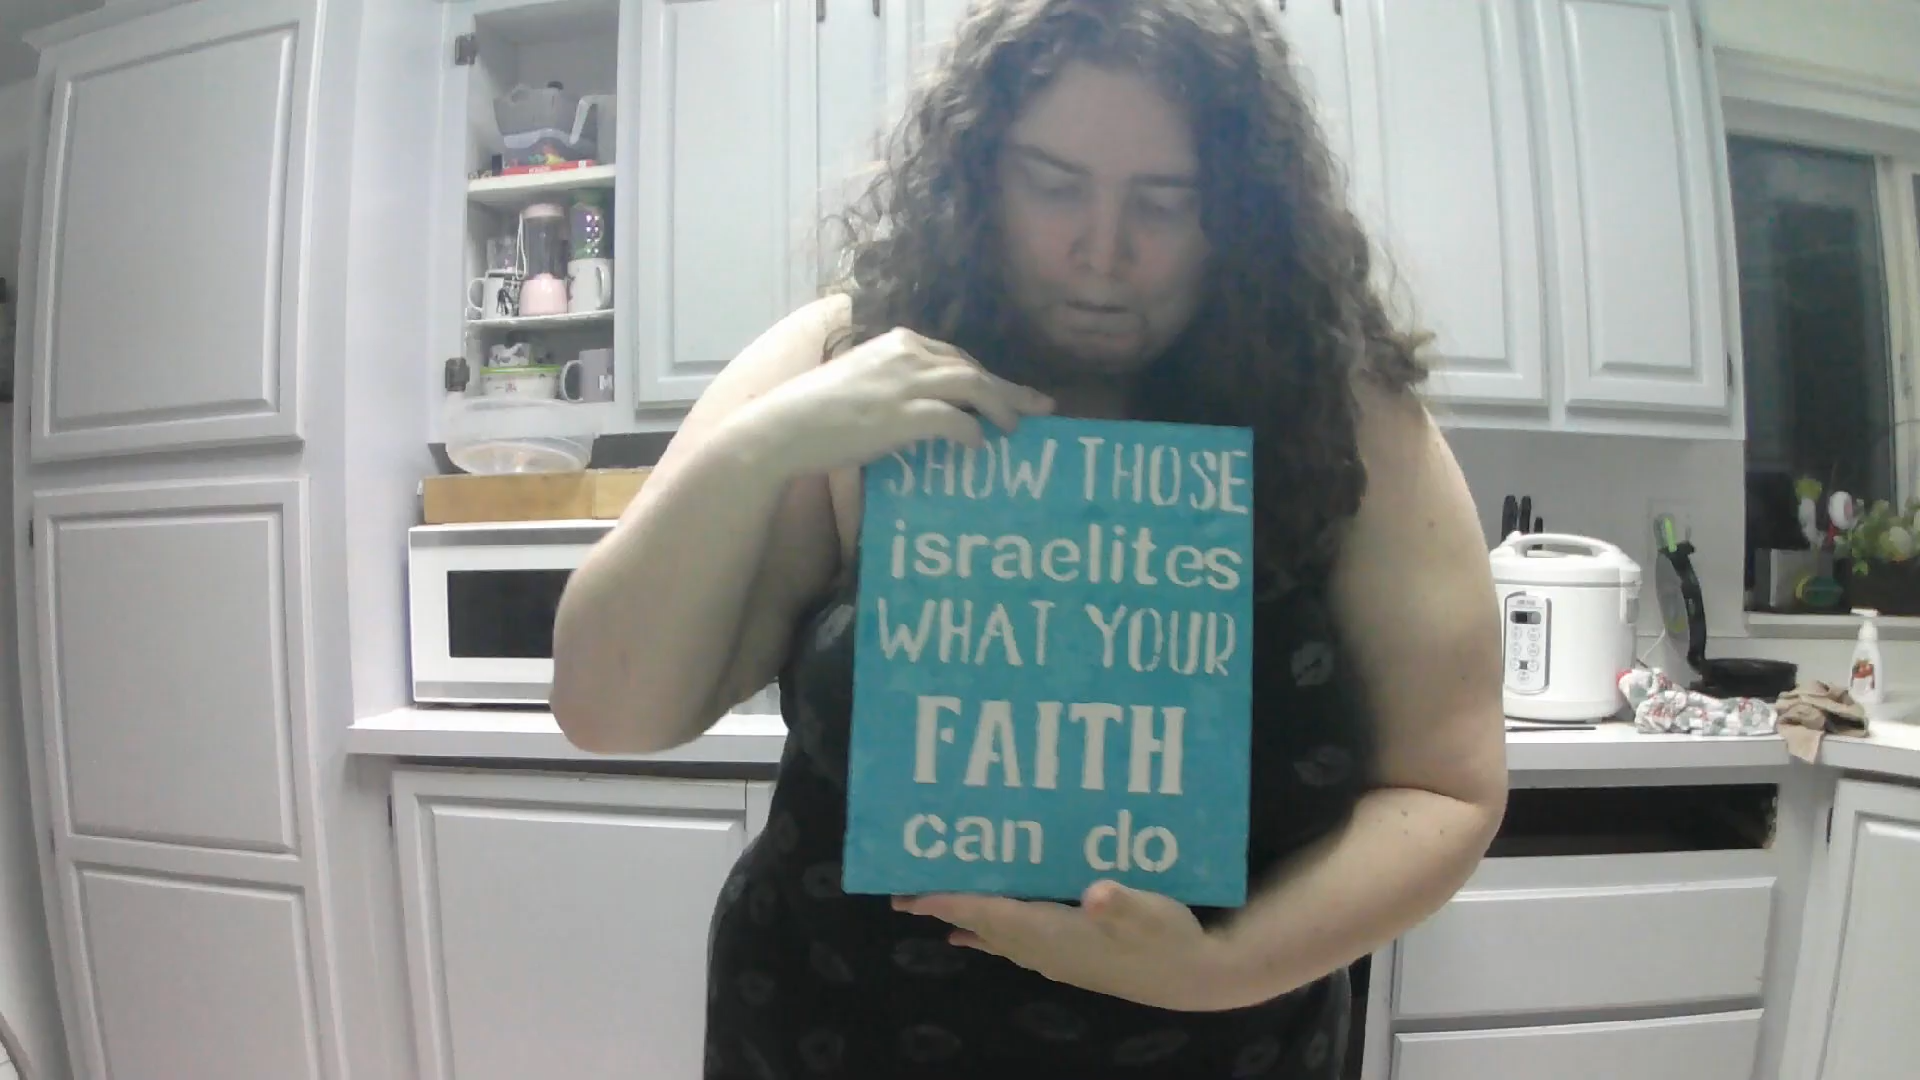 SHOW THOSE
israelites
WHAT YOUR
FAITH
can do